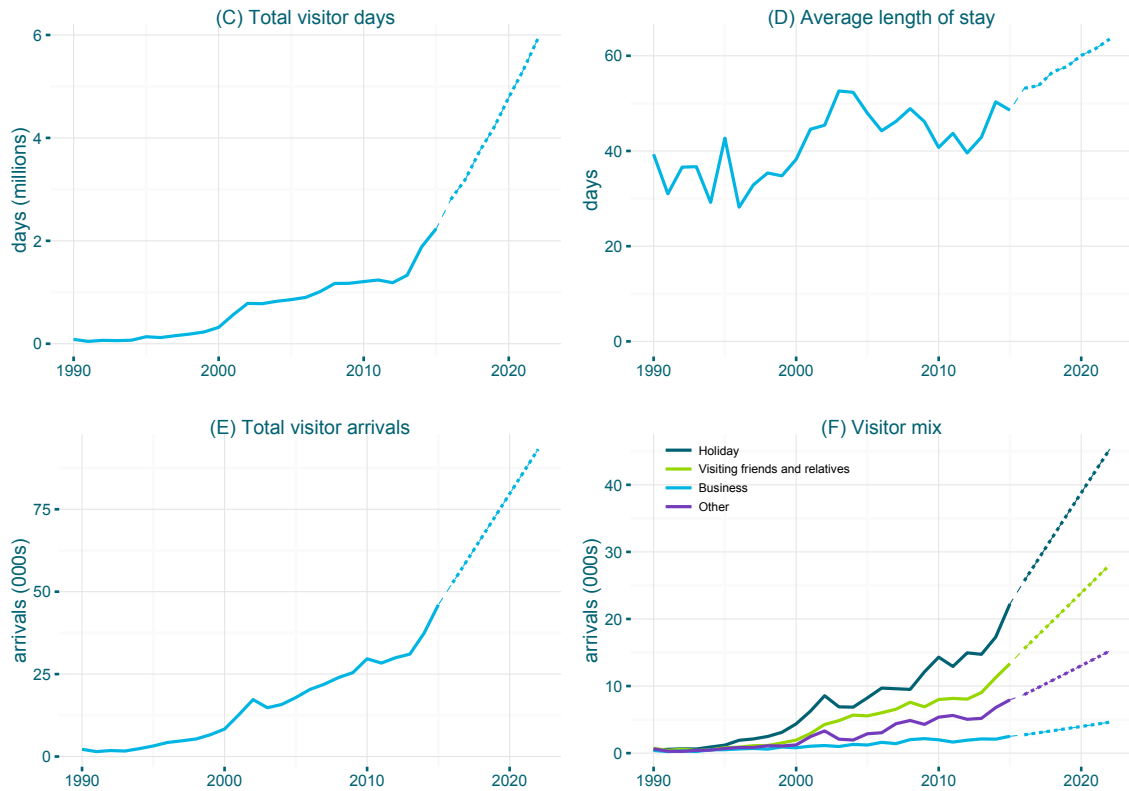 (C) Total visitor days
days (millions)
6
4
2
0
1990
2000
2010
2020
(D) Average length of stay
days
60
40
20
0
1990
2000
2010
2020
(E) Total visitor arrivals
arrivals (000s)
75
50
25
0
1990
2000
2010
2020
(F) Visitor mix
Holiday
Visiting friends and relatives
Business
Other
arrivals (000s)
40
30
20
10
0
1990
2000
2010
2020